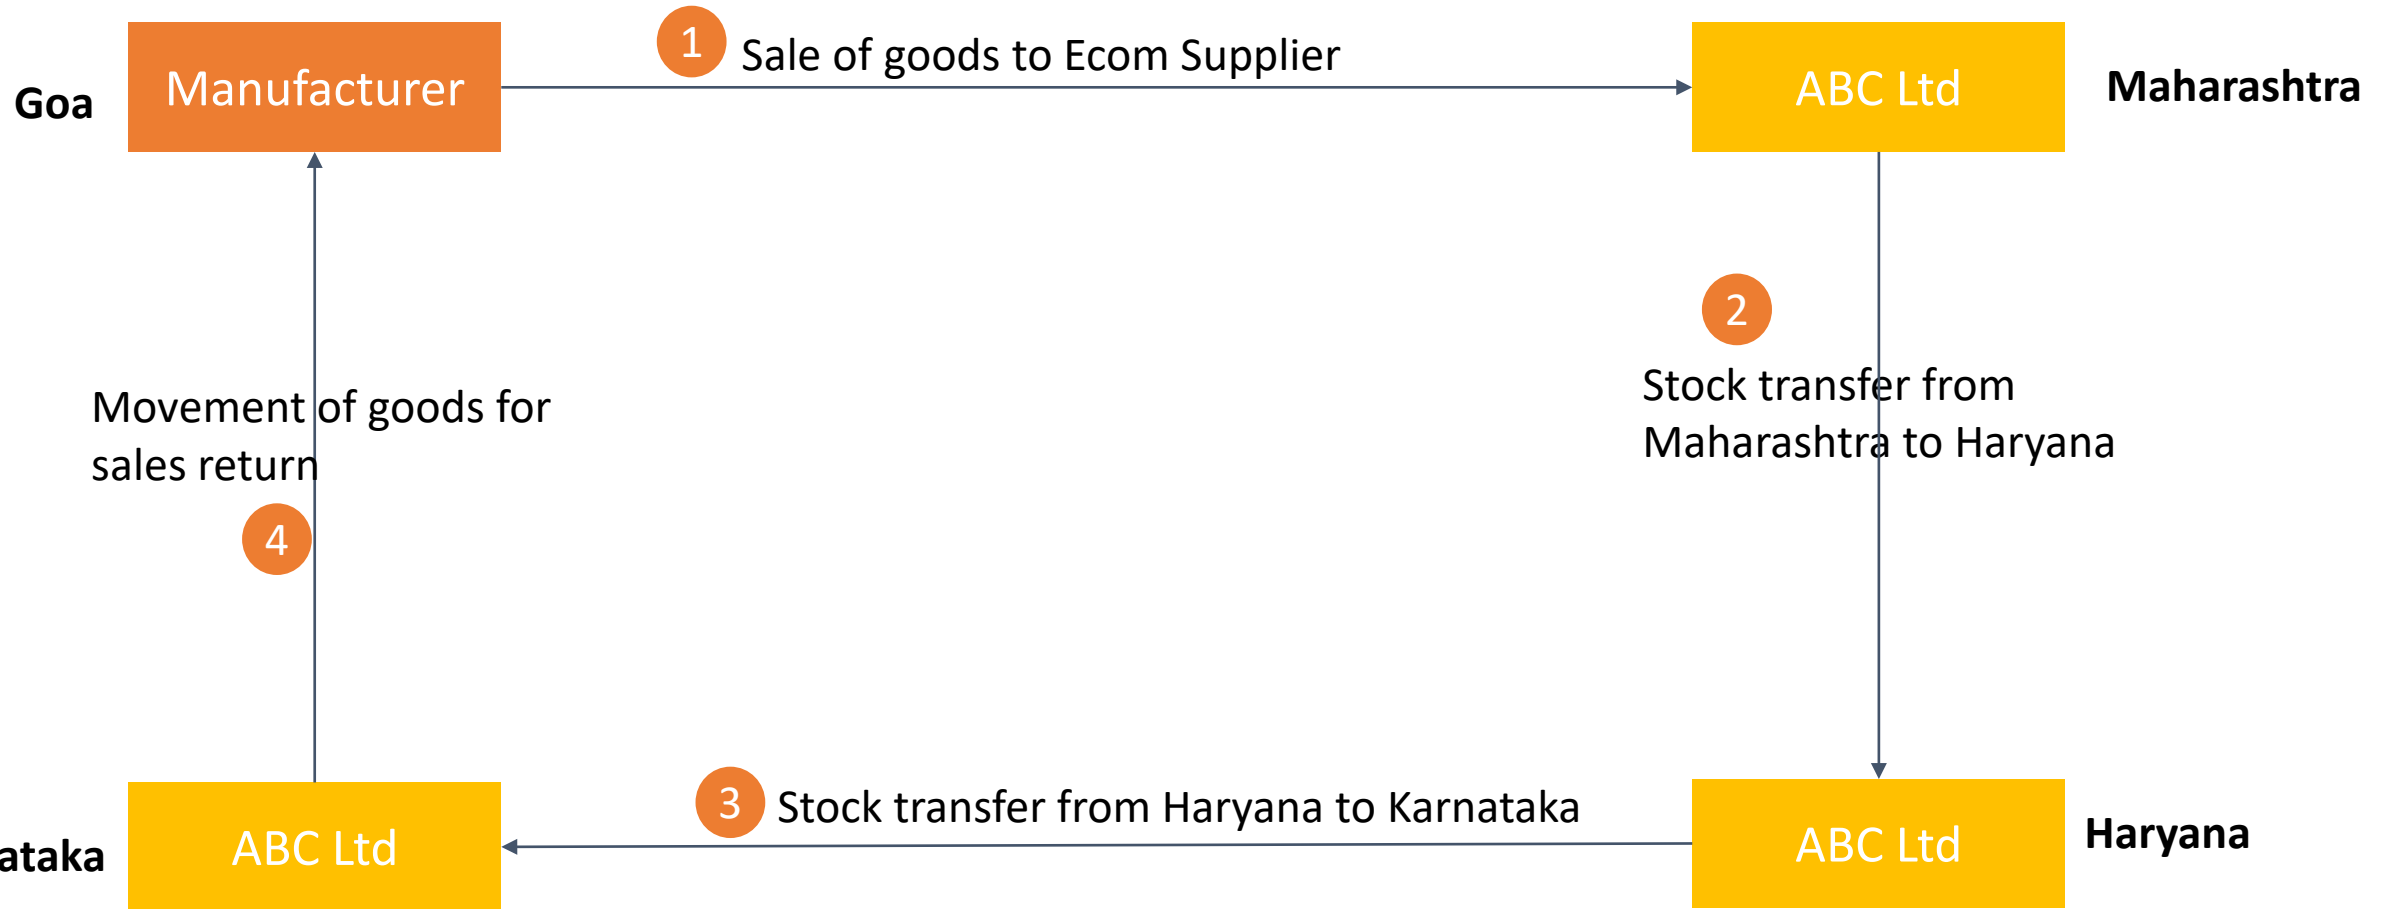 1
Sale of goods to Ecom Supplier
Goa
Manufacturer
ABC Ltd
Maharashtra
2
Stock transfer from
Maharashtra to Haryana
Movement of goods for
sales return
4
3
Stock transfer from Haryana to Karnataka
ataka
ABC Ltd
ABC Ltd
Haryana